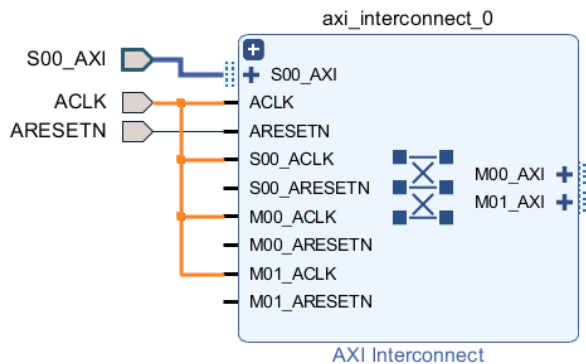 axi_interconnect_0
S00_AXI
ACLK
ARESETN
S00_AXI
ACLK
ARESETN
S00_ACLK
S00_ARESETN
M00_ACLK
M00_ARESETN
M01_ACLK
M01_ARESETN
M00_AXI
M01_AXI
AXI Interconnect